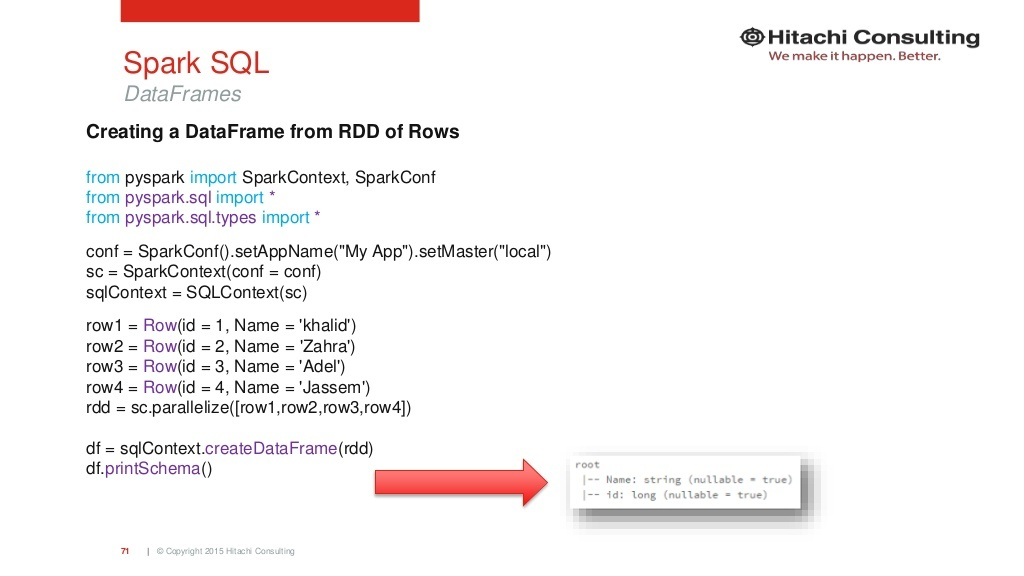 Hitachi Consulting
We make it happen. Better.
Spark SQL
DataFrames
Creating a DataFrame from RDD of Rows
from pyspark import SparkContext, SparkConf
from pyspark.sql import *
from pyspark.sql.types import *
conf = SparkConf().setAppName("My App").setMaster("local")
sc = SparkContext(conf = conf)
sqlContext = SQLContext(sc)
row1 = Row(id = 1, Name = 'khalid')
row2 = Row(id = 2, Name = 'Zahra')
row3 = Row(id = 3, Name = 'Adel')
row4 = Row(id = 4, Name = 'Jassem')
rdd = sc.parallelize([row1,row2,row3,row4])
df = sqlContext.createDataFrame(rdd)
df.printSchema()
root
|-- Name: string (nullable = true)
|-- id: long (nullable = true)
71 | © Copyright 2015 Hitachi Consulting